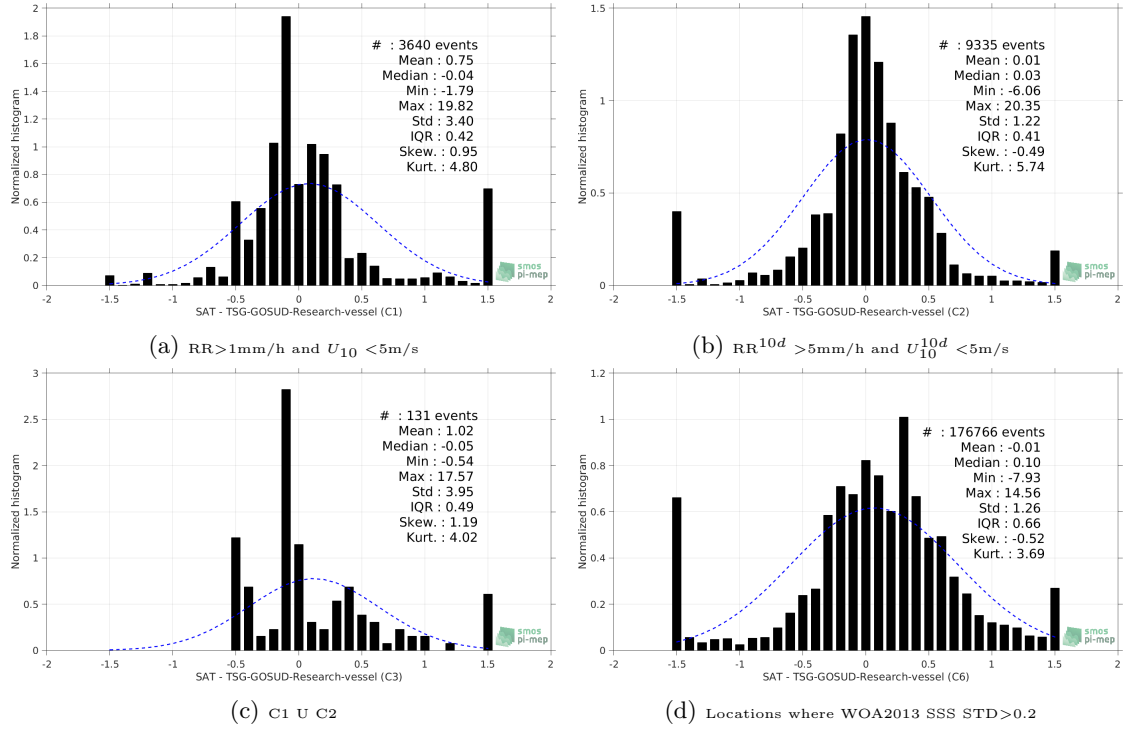 2
1.8
1.6
1.4
1.2
1
0.8
0.6
0.4
0.2
0
Normalized histogram
# : 3640 events
Mean : 0.75
Median : -0.04
Min : -1.79
Max : 19.82
Std : 3.40
IQR : 0.42
Skew. : 0.95
Kurt. : 4.80
smos
pi-mep
-2 -1.5 -1 -0.5 0 0.5 1 1.5 2
SAT - TSG-GOSUD-Research-vessel (C1)
(a) RR>1mm/h and U10 <5m/s
1.5
1
0.5
0
Normalized histogram
# : 9335 events
Mean : 0.01
Median : 0.03
Min : -6.06
Max : 20.35
Std : 1.22
IQR : 0.41
Skew. : -0.49
Kurt. : 5.74
smos
pi-mep
-2 -1.5 -1 -0.5 0 0.5 1 1.5 2
SAT - TSG-GOSUD-Research-vessel (C2)
(b) RR10d >5mm/h and U10d10 <5m/s
3
2.5
2
1.5
1
0.5
0
Normalized histogram
# : 131 events
Mean : 1.02
Median : -0.05
Min : -0.54
Max : 17.57
Std : 3.95
IQR : 0.49
Skew. : 1.19
Kurt. : 4.02
smos
pi-mep
-2 -1.5 -1 -0.5 0 0.5 1 1.5 2
SAT - TSG-GOSUD-Research-vessel (C3)
(c) C1 U C2
1.2
1
0.8
0.6
0.4
0.2
0
Normalized histogram
# : 176766 events
Mean : -0.01
Median : 0.10
Min : -7.93
Max : 14.56
Std : 1.26
IQR : 0.66
Skew. : -0.52
Kurt. : 3.69
smos
pi-mep
-2 -1.5 -1 -0.5 0 0.5 1 1.5 2
SAT - TSG-GOSUD-Research-vessel (C6)
(d) Locations where WOA2013 SSS STD>0.2